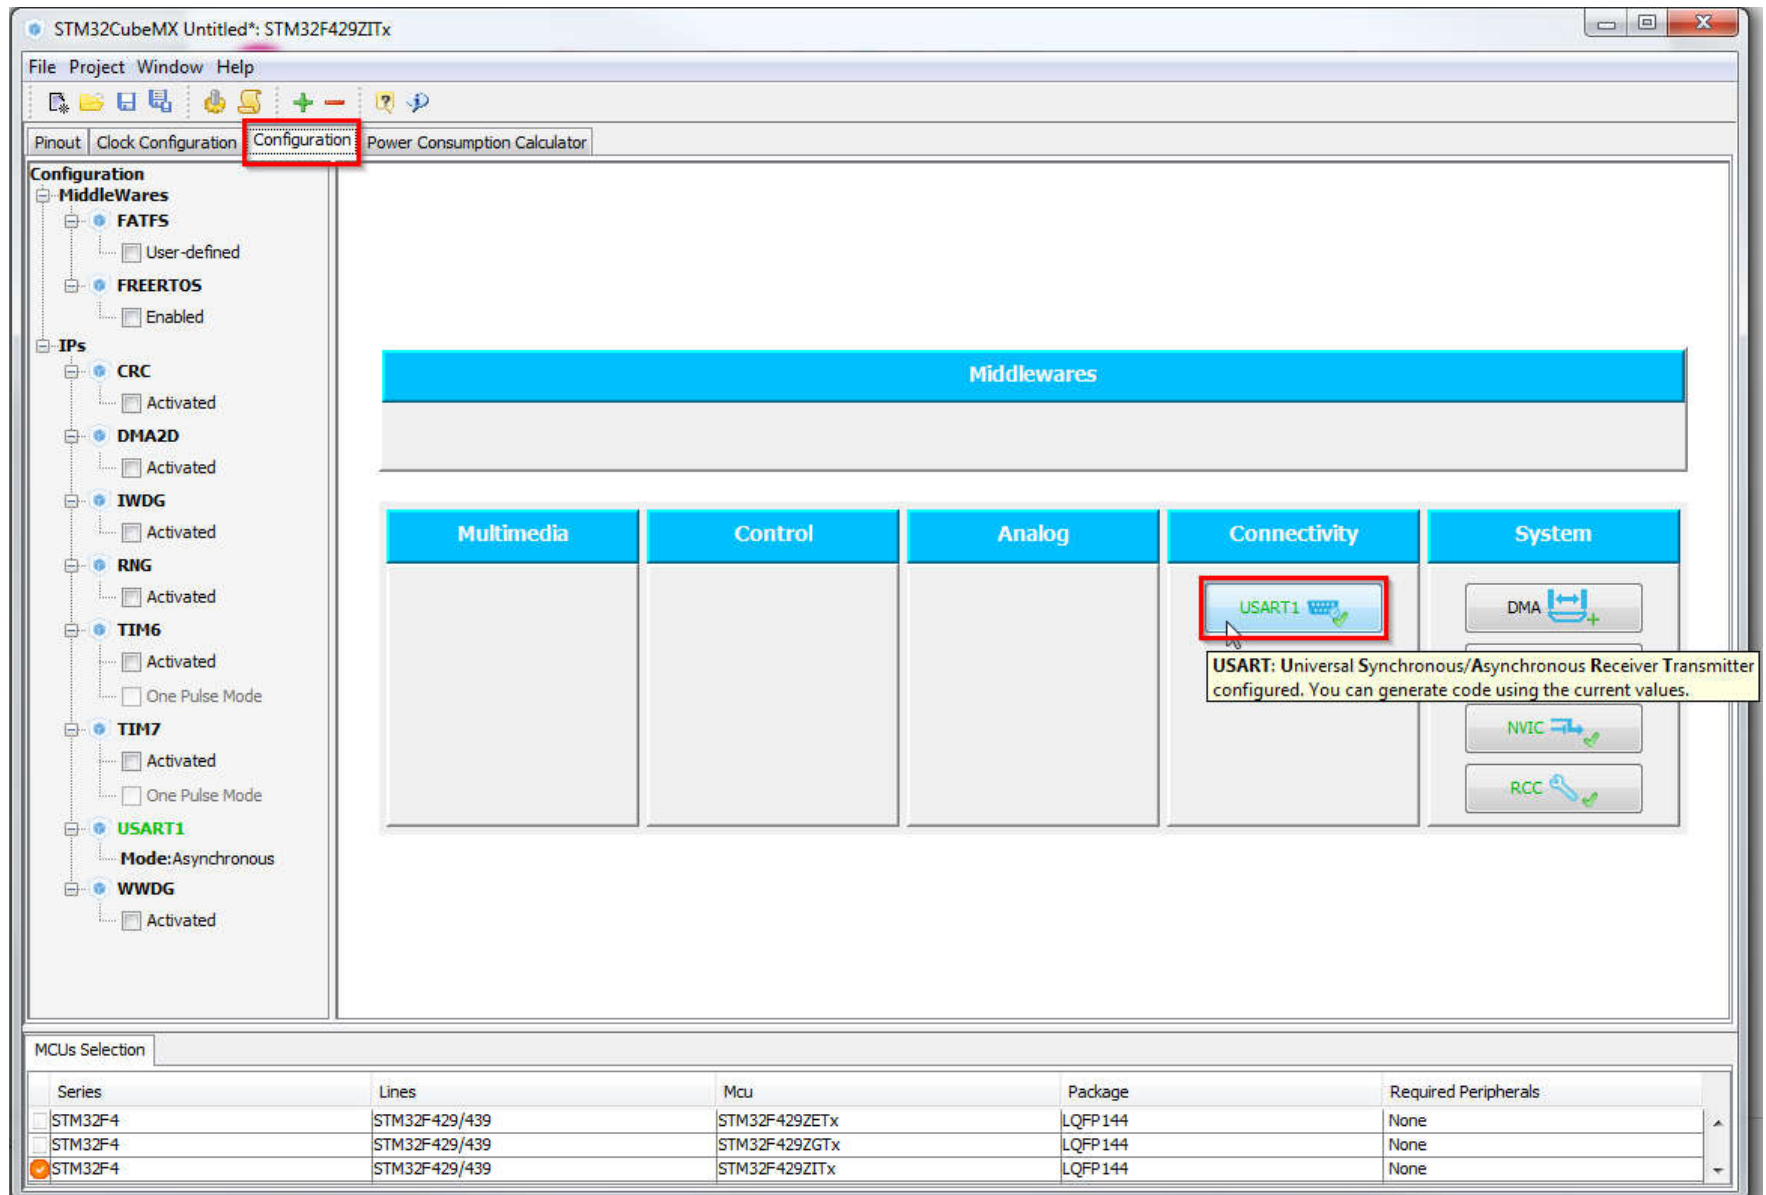 STM32CubeMX Untitled*: STM32F429ZITx
File Project Window Help
Pinout Clock Configuration Configuration Power Consumption Calculator
Configuration
MiddleWares
FATFS
User-defined
FREERTOS
Enabled
IPs
CRC
Activated
DMA2D
Activated
IWDG
Activated
RNG
Activated
TIM6
Activated
One Pulse Mode
TIM7
Activated
One Pulse Mode
USART1
Mode:Asynchronous
WWDG
Activated
Middlewares
Multimedia Control Analog Connectivity System
USART1
DMA
USART: Universal Synchronous/Asynchronous Receiver Transmitter
configured. You can generate code using the current values.
NVIC
RCC
MCUs Selection
Series Lines Mcu Package Required Peripherals
STM32F4 STM32F429/439 STM32F429ZETx LQFP144 None
STM32F4 STM32F429/439 STM32F429ZGTx LQFP144 None
STM32F4 STM32F429/439 STM32F429ZITx LQFP144 None